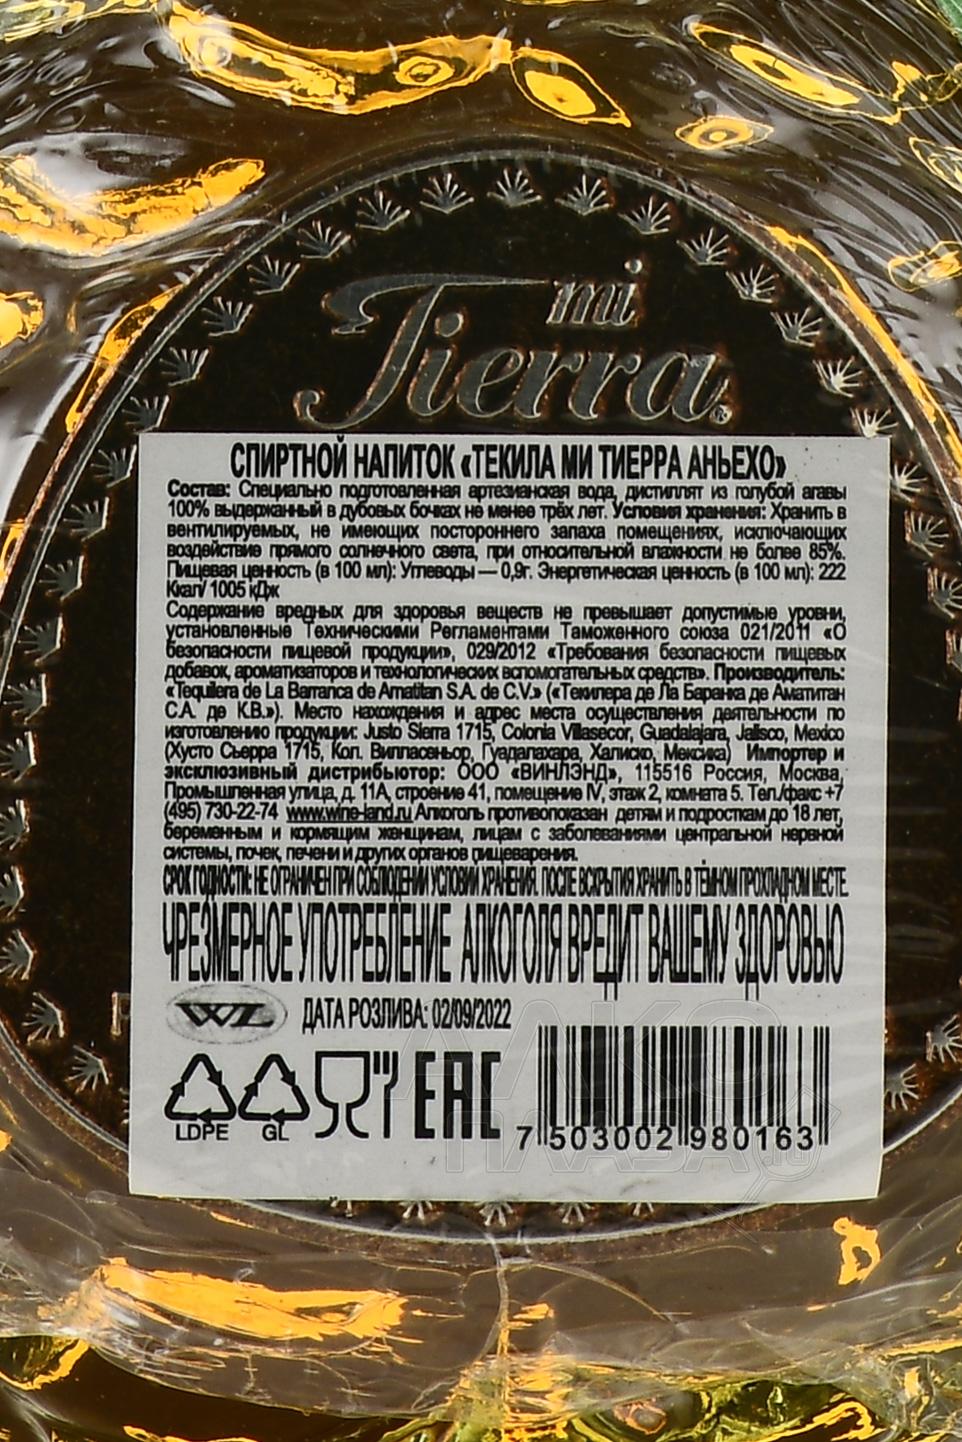 mi
Tierra
СПИРТНОЙ НАПИТОК «ТЕКИЛА МИ ТИЕРРА АНЬЕХО»
Состав: Специально подготовленная артезианская вода, дистиллят из голубой агавы
100% выдержанный в дубовых бочках не менее трёх лет. Условия хранения: Хранить в
вентилируемых, не имеющих постороннего запаха помещениях, исключающих
воздействие прямого солнечного света, при относительной влажности не более 85%.
Пищевая ценность (в 100 мл): Углеводы — 0,9г. Энергетическая ценность (в 100 мл): 222
Ккал/ 1005 кДж
Содержание вредных для здоровья веществ не превышает допустимые уровни,
установленные Техническими Регламентами Таможенного союза 021/2011 «О
безопасности пищевой продукции», 029/2012 «Требования безопасности пищевых
добавок, ароматизаторов и технологических вспомогательных средств». Производитель:
«Tequilera de La Barranca de Amatitan S.A. de C.V.» («Текилера де Ла Баранка де Аматитан
С.А. де К.В.»). Место нахождения и адрес места осуществления деятельности по
изготовлению продукции: Justo Sierra 1715, Colonia Villasecor, Guadalajara, Jalisco, Mexico
(Хусто Сьерра 1715, Кол. Вилласеньор, Гуадалахара, Халиско, Мексика) Импортер и
эксклюзивный дистрибьютор: ООО «ВИНЛЭНД», 115516 Россия, Москва,
Промышленная улица, д. 11А, строение 41, помещение IV, этаж 2, комната 5. Тел./факс +7
(495) 730-22-74 www.wine-land.ru Алкоголь противопоказан детям и подросткам до 18 лет,
беременным и кормящим женщинам, лицам с заболеваниями центральной нервной
системы, почек, печени и других органов пищеварения.
СРОК ГОДНОСТИ: НЕ ОГРАНИЧЕН ПРИ СОБЛЮДЕНИИ УСЛОВИЙ ХРАНЕНИЯ. ПОСЛЕ ВСКРЫТИЯ ХРАНИТЬ В ТЁМНОМ ПРОХЛАДНОМ МЕСТЕ.
ЧРЕЗМЕРНОЕ УПОТРЕБЛЕНИЕ АЛКОГОЛЯ ВРЕДИТ ВАШЕМУ ЗДОРОВЬЮ
WL ДАТА РОЗЛИВА: 02/09/2022
LDPE GL EAC
7 503002 980163
АЛКО
ПЛАЗА.ru